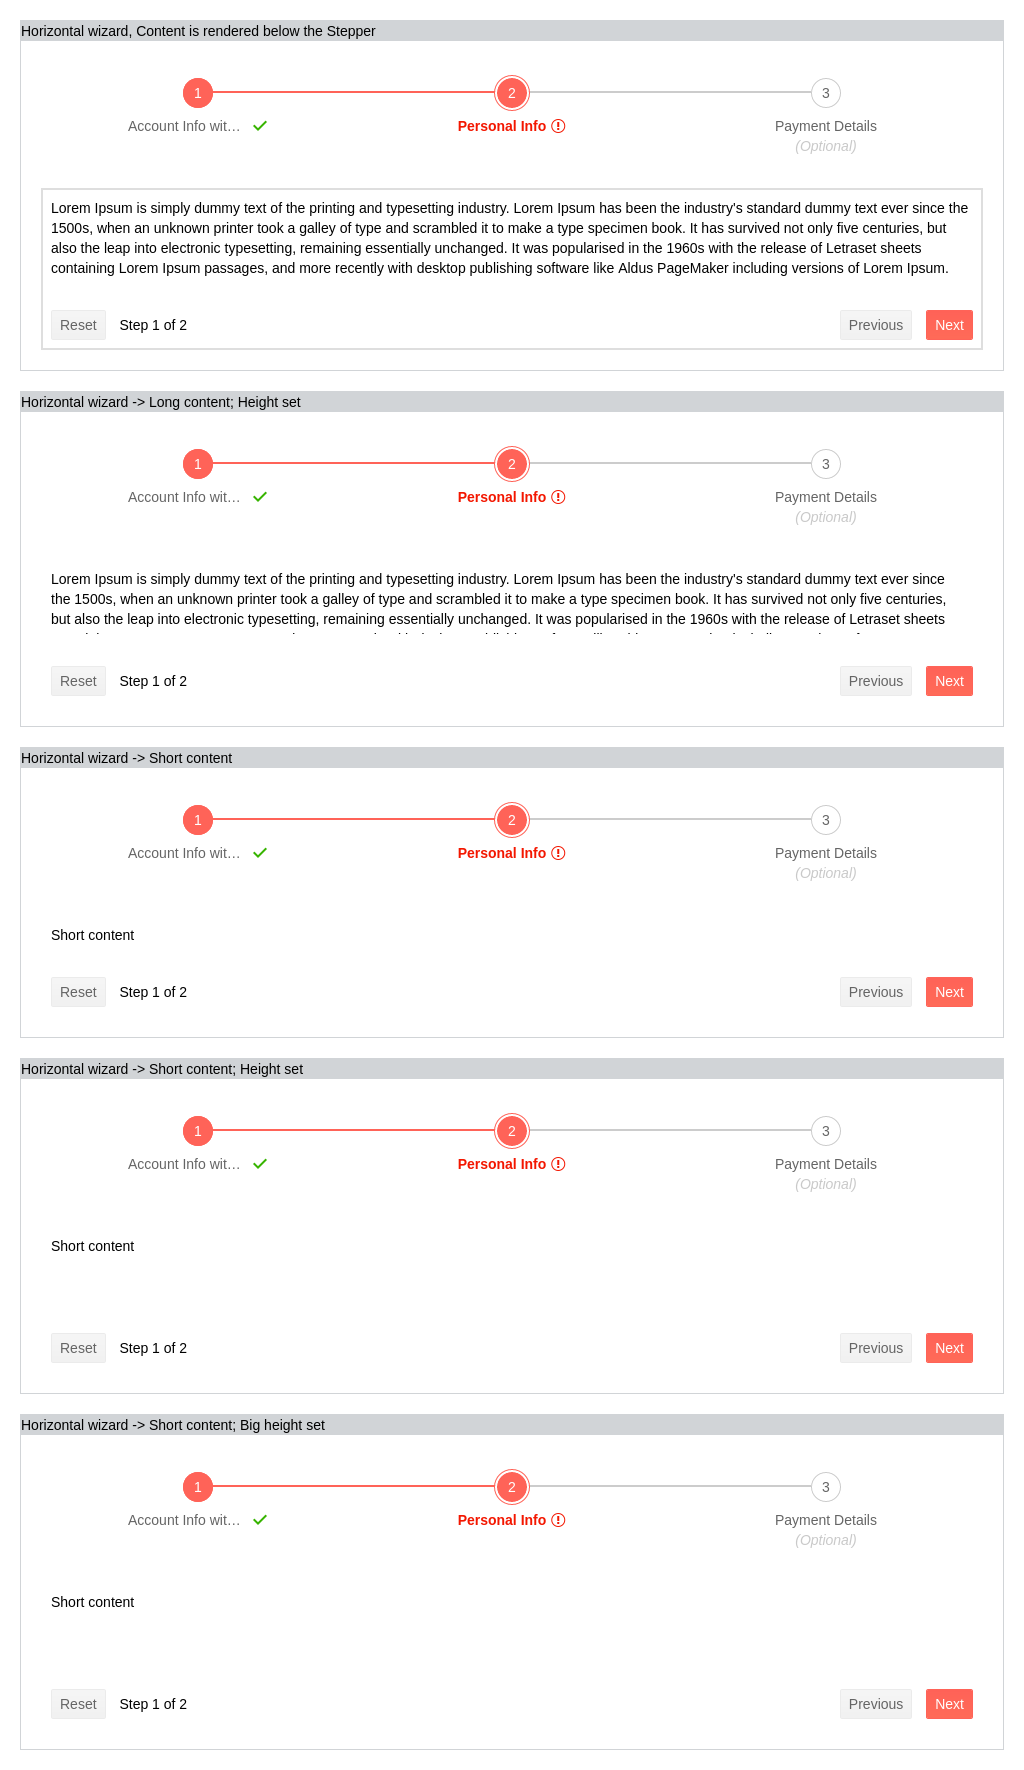 Horizontal wizard, Content is rendered below the Stepper
1 2 3
Account Info wit… Personal Info Payment Details
(Optional)
Lorem Ipsum is simply dummy text of the printing and typesetting industry. Lorem Ipsum has been the industry's standard dummy text ever since the
1500s, when an unknown printer took a galley of type and scrambled it to make a type specimen book. It has survived not only five centuries, but
also the leap into electronic typesetting, remaining essentially unchanged. It was popularised in the 1960s with the release of Letraset sheets
containing Lorem Ipsum passages, and more recently with desktop publishing software like Aldus PageMaker including versions of Lorem Ipsum.
Reset Step 1 of 2 Previous Next
Horizontal wizard -> Long content; Height set
1 2 3
Account Info wit… Personal Info Payment Details
(Optional)
Lorem Ipsum is simply dummy text of the printing and typesetting industry. Lorem Ipsum has been the industry's standard dummy text ever since
the 1500s, when an unknown printer took a galley of type and scrambled it to make a type specimen book. It has survived not only five centuries,
but also the leap into electronic typesetting, remaining essentially unchanged. It was popularised in the 1960s with the release of Letraset sheets
Reset Step 1 of 2 Previous Next
Horizontal wizard -> Short content
1 2 3
Account Info wit… Personal Info Payment Details
(Optional)
Short content
Reset Step 1 of 2 Previous Next
Horizontal wizard -> Short content; Height set
1 2 3
Account Info wit… Personal Info Payment Details
(Optional)
Short content
Reset Step 1 of 2 Previous Next
Horizontal wizard -> Short content; Big height set
1 2 3
Account Info wit… Personal Info Payment Details
(Optional)
Short content
Reset Step 1 of 2 Previous Next